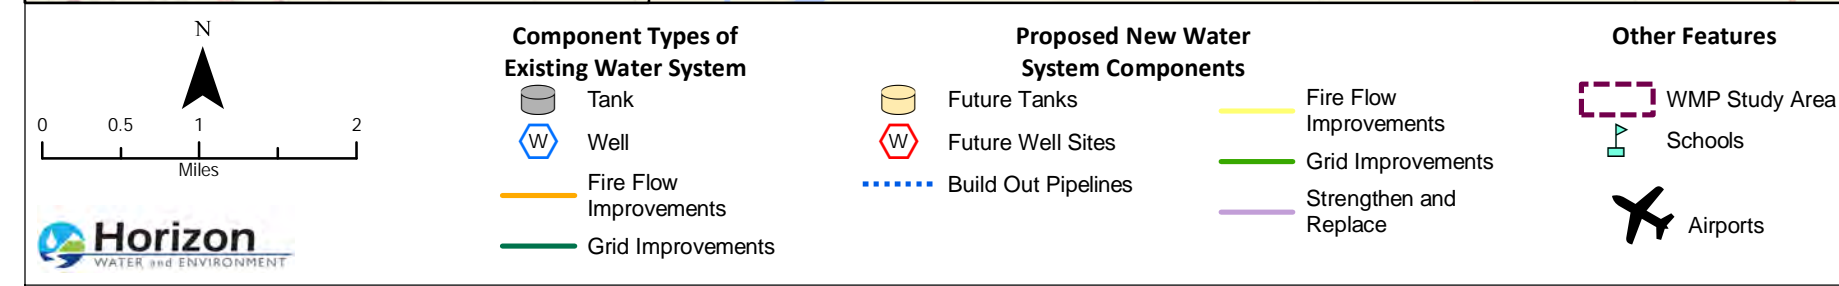 N
0 0.5 1 2
Miles
Horizon
WATER and ENVIRONMENT
Component Types of
Existing Water System
Tank
W Well
Fire Flow
Improvements
Grid Improvements
Proposed New Water
System Components
Future Tanks
W Future Well Sites
Build Out Pipelines
Fire Flow
Improvements
Grid Improvements
Strengthen and
Replace
Other Features
WMP Study Area
Schools
Airports